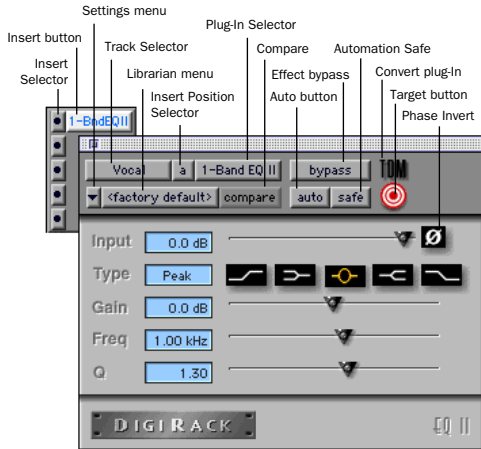 Settings menu
Plug-In Selector
Insert button
Track Selector
Compare
Automation Safe
Insert
Selector
Librarian menu
Effect bypass
Convert plug-In
Insert Position
Selector
Auto button
Target button
Phase Invert
1-BndEQII
Vocal a 1-Band EQ II bypass TDM
<factory default> compare auto safe
Input 0.0 dB Ø
Type Peak
Gain 0.0 dB
Freq 1.00 kHz
Q 1.30
DIGIRACK EQ II